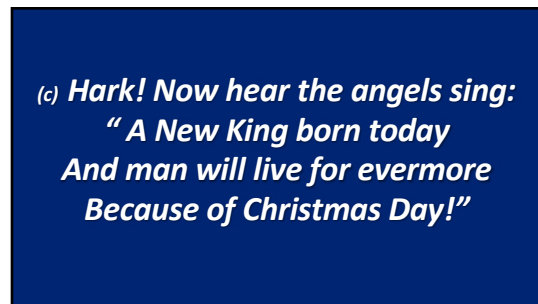 (c) Hark! Now hear the angels sing:
“ A New King born today
And man will live for evermore
Because of Christmas Day!”